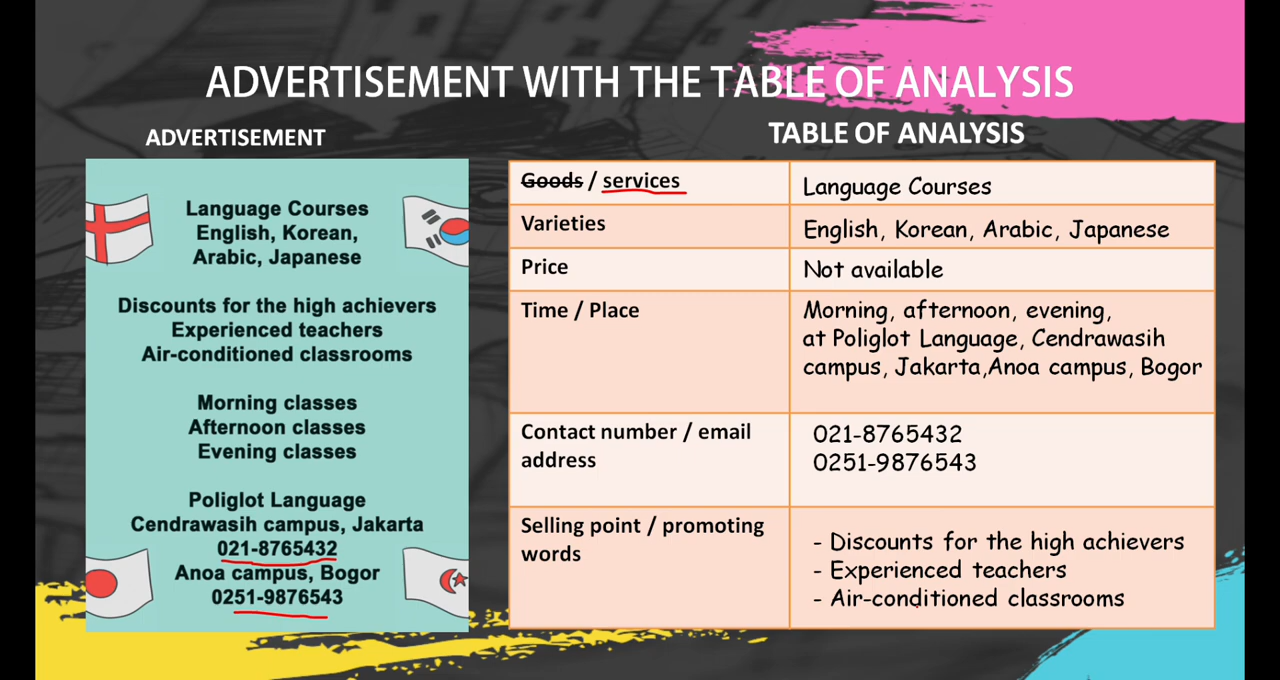 ADVERTISEMENT WITH THE TABLE OF ANALYSIS
ADVERTISEMENT
Language Courses
English, Korean,
Arabic, Japanese
Discounts for the high achievers
Experienced teachers
Air-conditioned classrooms
Morning classes
Afternoon classes
Evening classes
Poliglot Language
Cendrawasih campus, Jakarta
021-8765432
Anoa campus, Bogor
0251-9876543
TABLE OF ANALYSIS
Goods / services
Language Courses
Varieties
English, Korean, Arabic, Japanese
Price
Not available
Time / Place
Morning, afternoon, evening,
at Poliglot Language, Cendrawasih
campus, Jakarta,Anoa campus, Bogor
Contact number / email
address
021-8765432
0251-9876543
Selling point / promoting
words
- Discounts for the high achievers
- Experienced teachers
- Air-conditioned classrooms